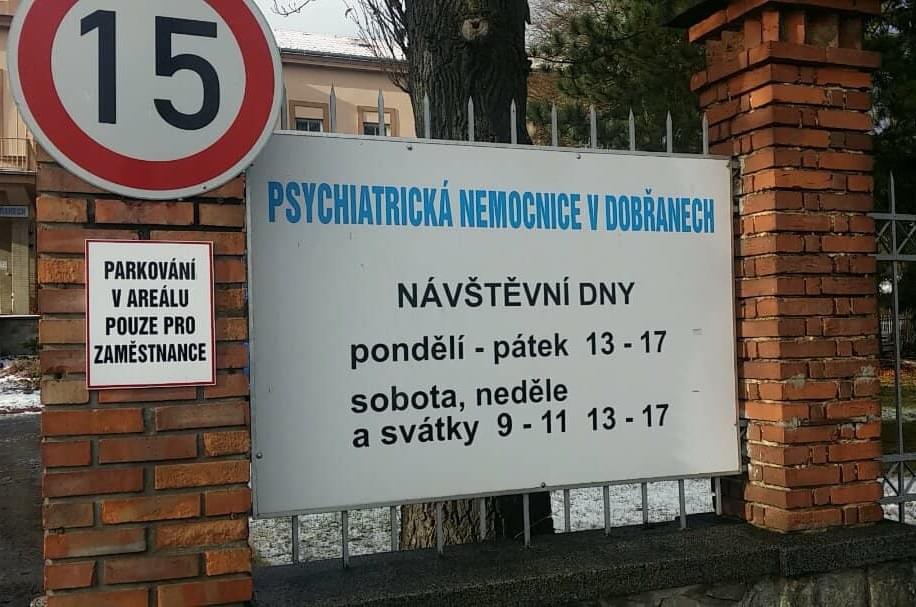 15
PSYCHIATRICKÁ NEMOCNICE V DOBŘANECH
NÁVŠTĚVNÍ DNY
pondělí - pátek 13 - 17
sobota, neděle
a svátky 9 - 11 13 - 17
PARKOVÁNÍ
V AREÁLU
POUZE PRO
ZAMĚSTNANCE